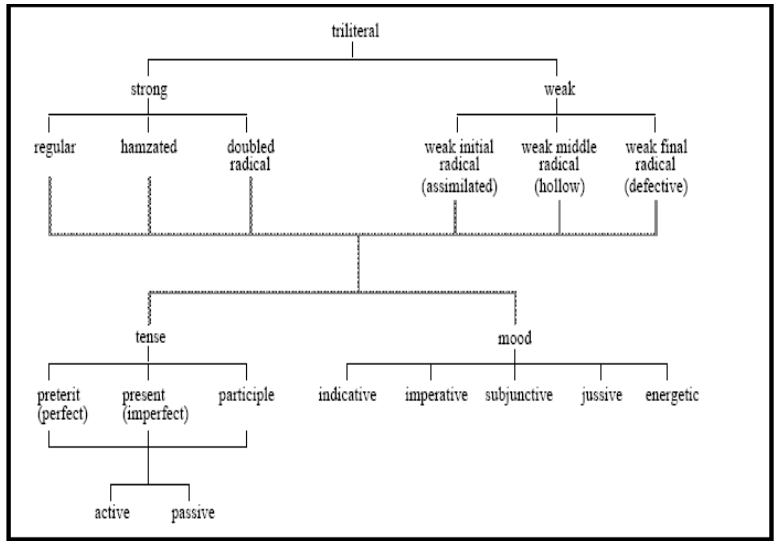 triliteral
strong
weak
regular
hamzated
doubled
radical
weak initial
radical
(assimilated)
weak middle
radical
(hollow)
weak final
radical
(defective)
tense
mood
preterit
(perfect)
present
(imperfect)
participle
indicative
imperative
subjunctive
jussive
energetic
active
passive